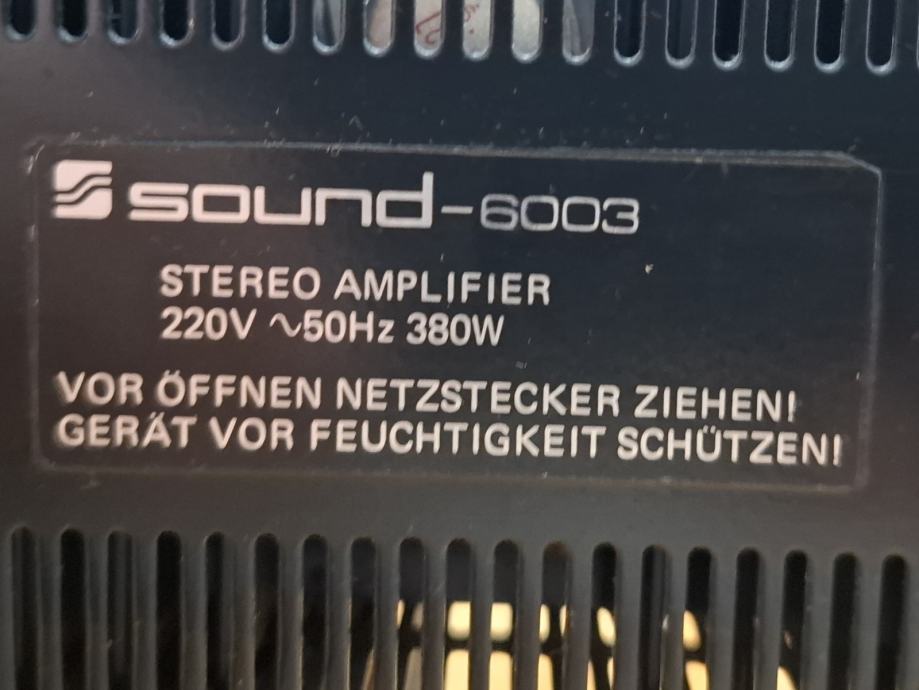 sound-6003
STEREO AMPLIFIER
220V ~50Hz 380W
VOR ÖFFNEN NETZSTECKER ZIEHEN!
GERÄT VOR FEUCHTIGKEIT SCHÜTZEN!